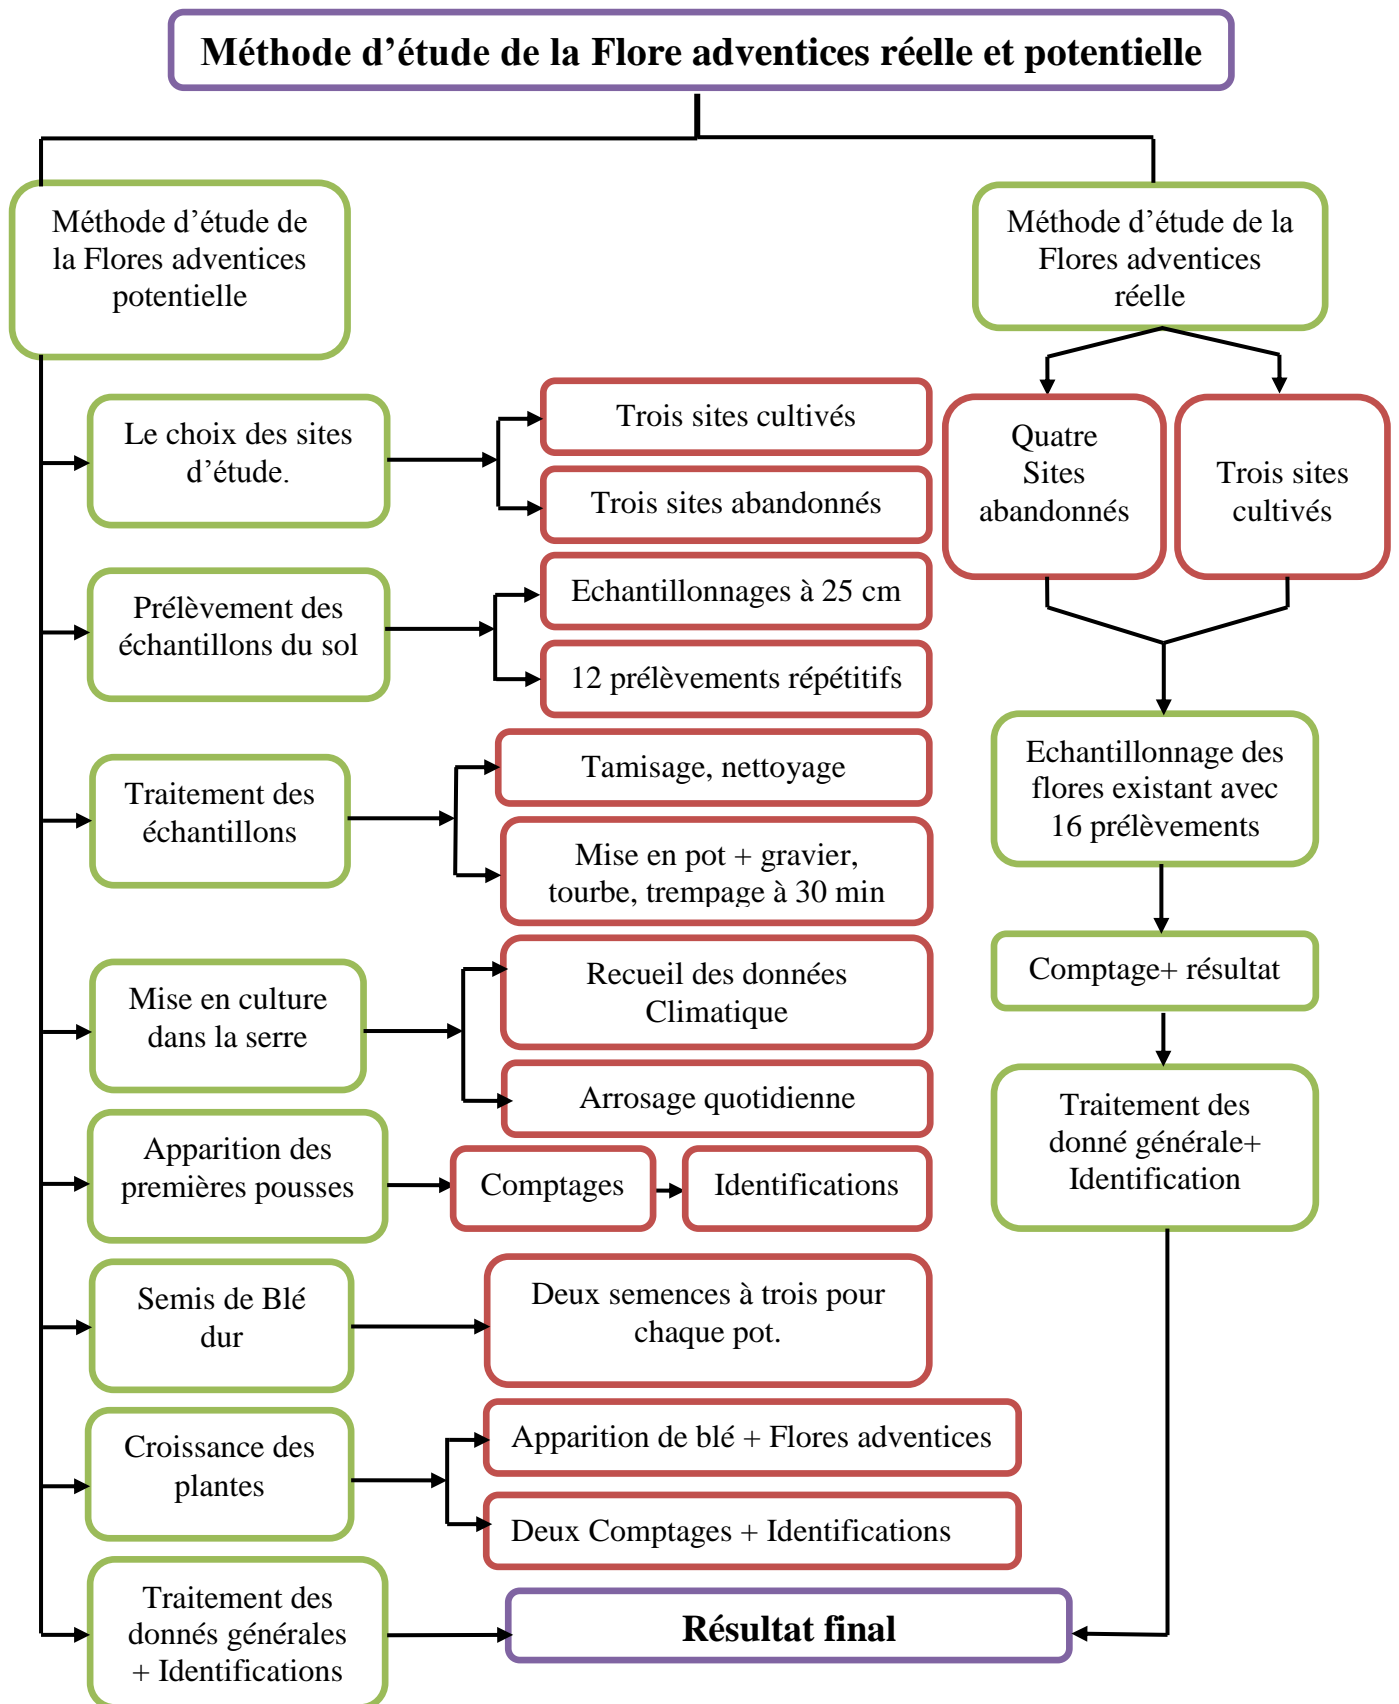 Méthode d’étude de la Flore adventices réelle et potentielle
Méthode d’étude de
la Flores adventices
potentielle
Le choix des sites
d’étude.
Trois sites cultivés
Trois sites abandonnés
Prélèvement des
échantillons du sol
Echantillonnages à 25 cm
12 prélèvements répétitifs
Traitement des
échantillons
Tamisage, nettoyage
Mise en pot + gravier,
tourbe, trempage à 30 min
Mise en culture
dans la serre
Recueil des données
Climatique
Arrosage quotidienne
Apparition des
premières pousses
Comptages
Identifications
Semis de Blé
dur
Deux semences à trois pour
chaque pot.
Croissance des
plantes
Apparition de blé + Flores adventices
Deux Comptages + Identifications
Traitement des
donnés générales
+ Identifications
Méthode d’étude de la
Flores adventices
réelle
Quatre
Sites
abandonnés
Trois sites
cultivés
Echantillonnage des
flores existant avec
16 prélèvements
Comptage+ résultat
Traitement des
donné générale+
Identification
Résultat final